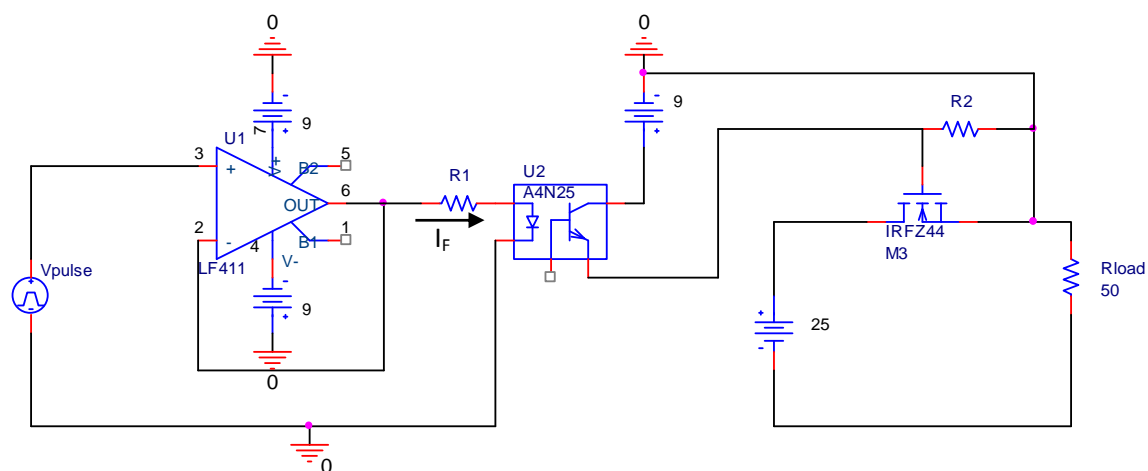 0
0
-
9
+
7
U1
V+
3
+
B2
5
6
OUT
2
-
4
B1
1
LF411
V-
-
9
+
0
Vpulse
+
-
0
R1
IF
U2
A4N25
-
9
+
R2
IRFZ44
M3
+
25
-
Rload
50